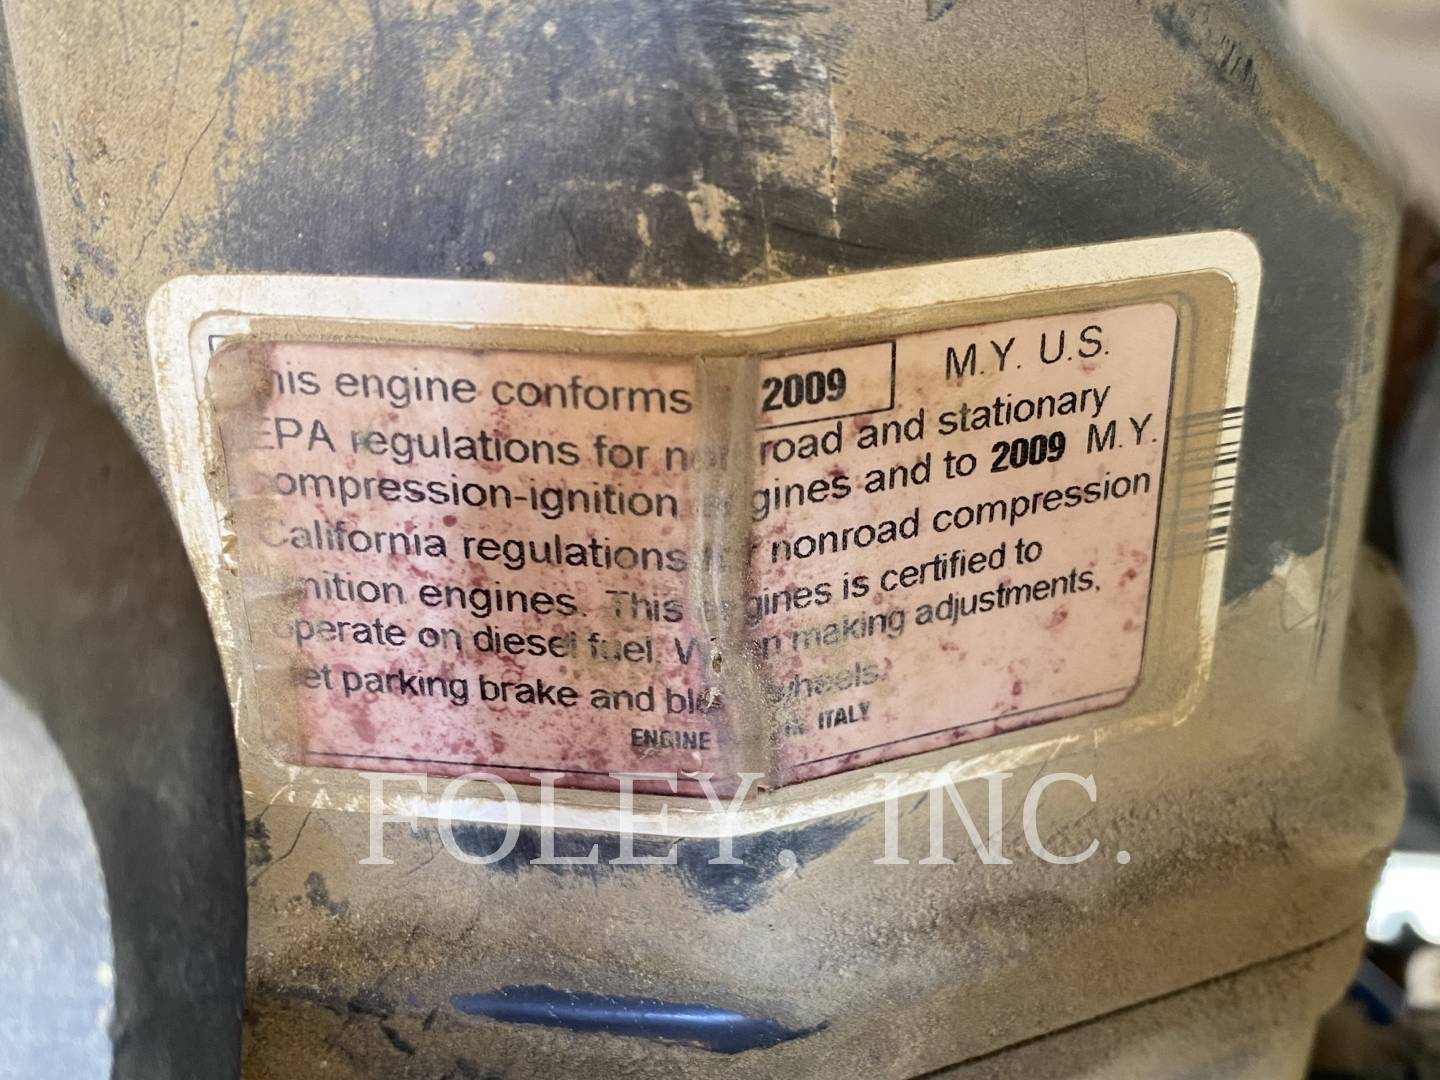 his engine conforms 2009 M.Y. U.S.
EPA regulations for road and stationary
ompression-ignition gines and to 2009 M.Y.
California regulations nonroad compression
nition engines. This gines is certified to
operate on diesel fuel. making adjustments,
et parking brake and wheels.
ENGINE IN ITALY
FOLEY, INC.